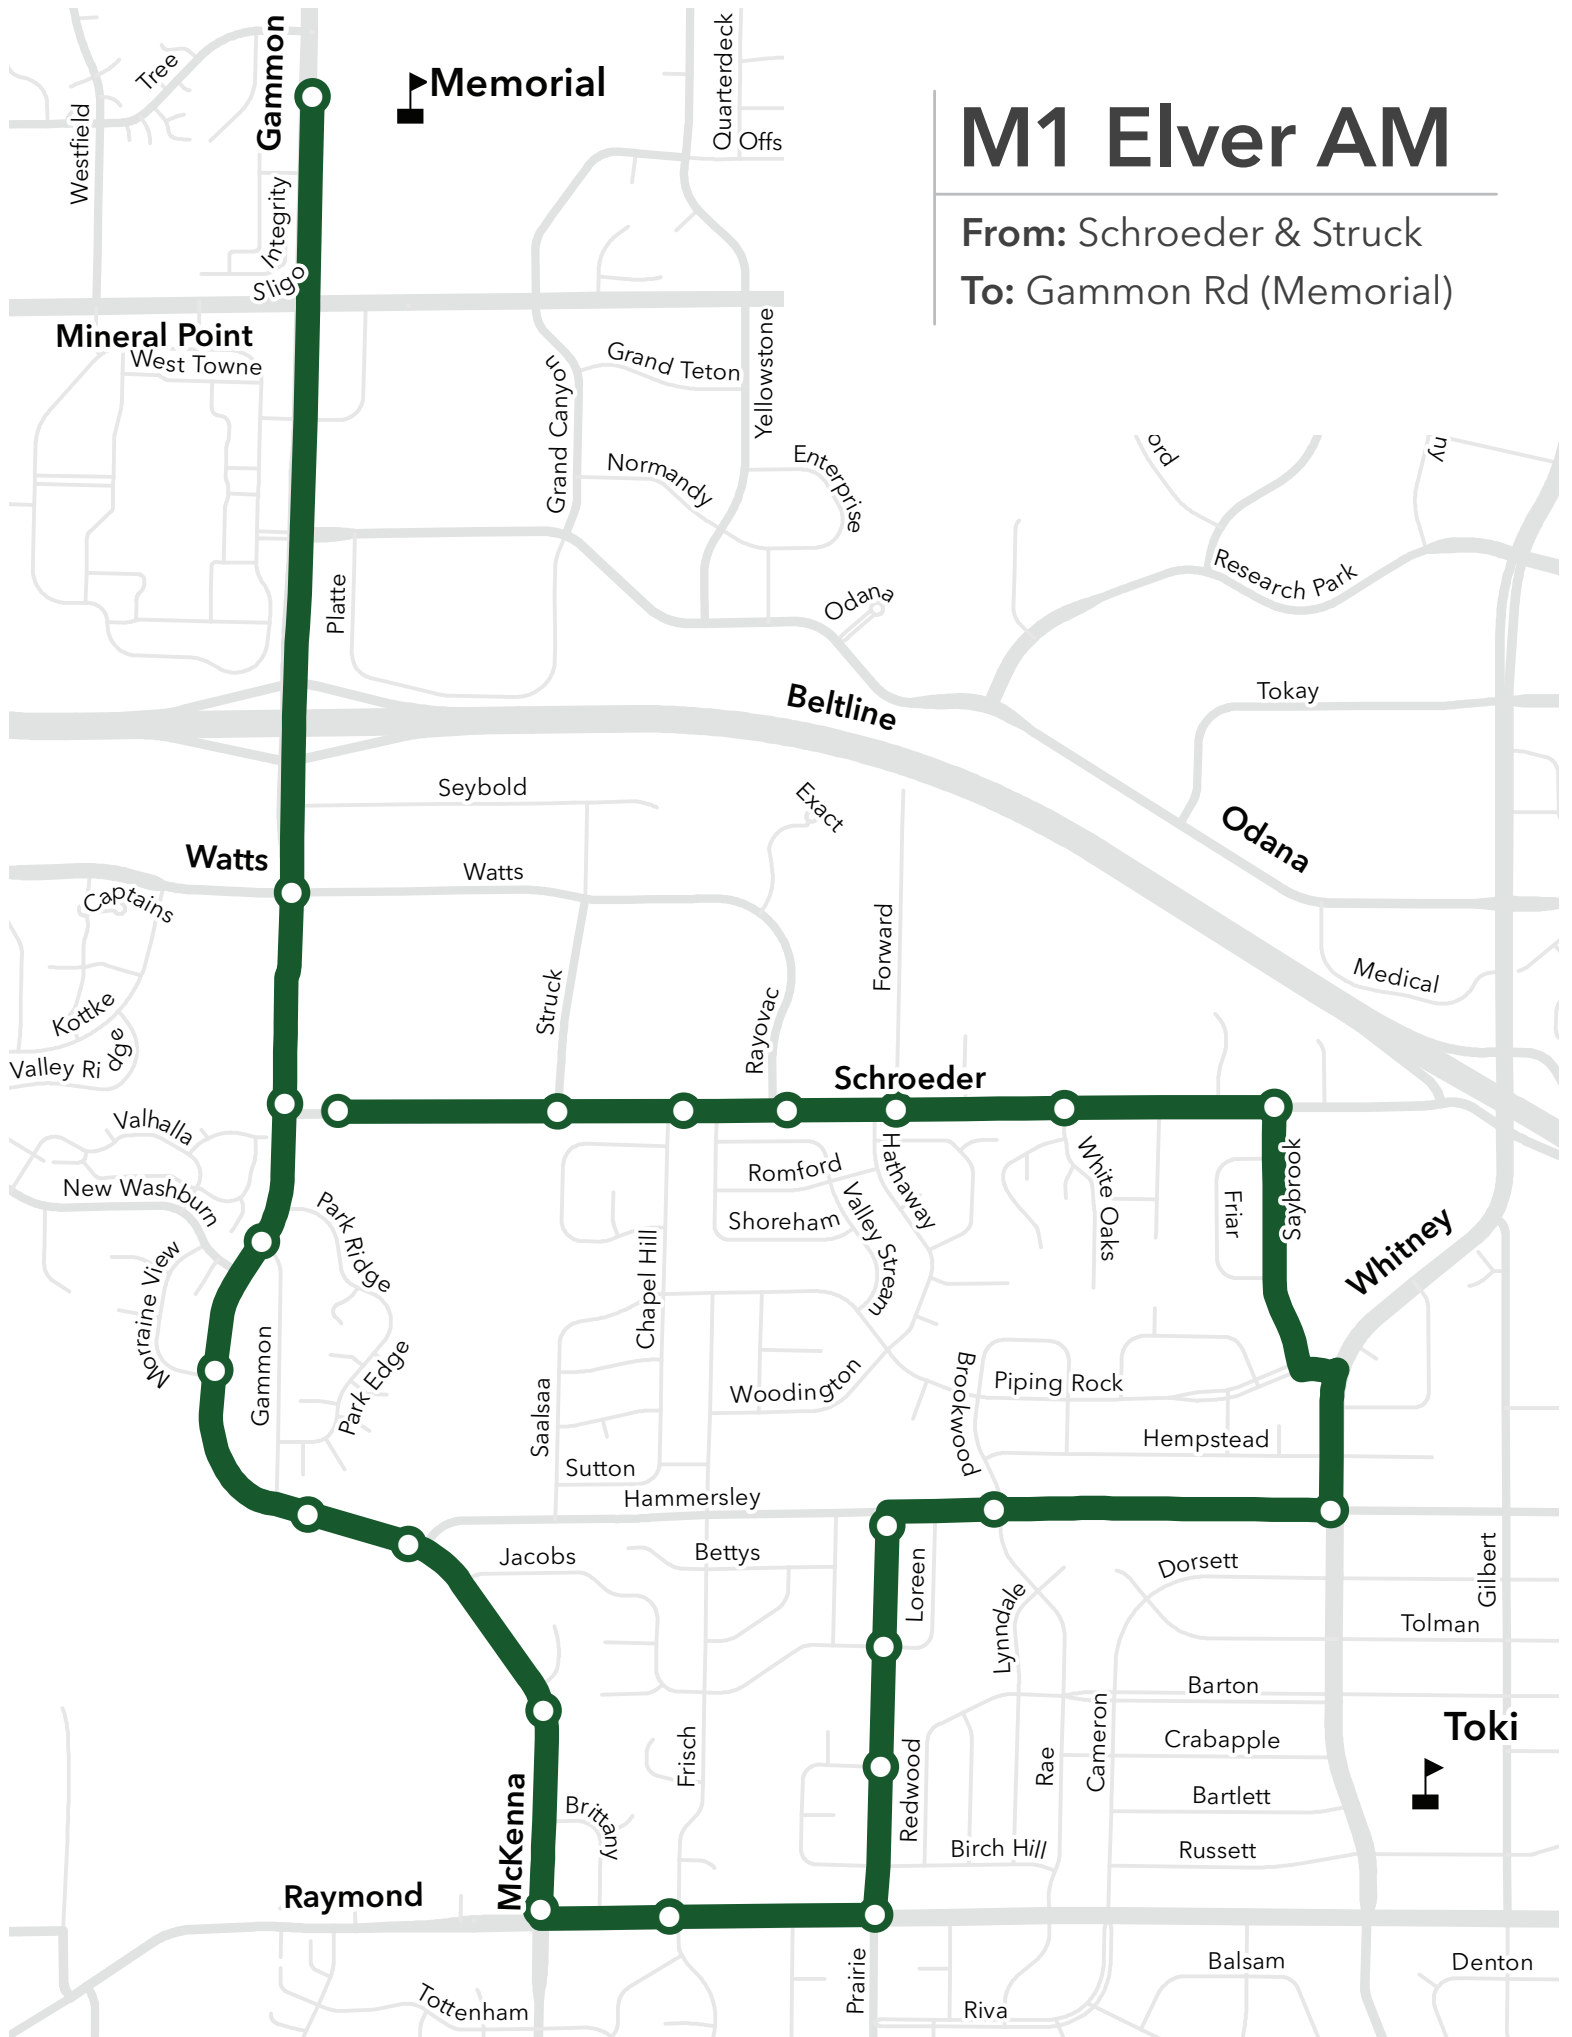 M1 Elver AM
From: Schroeder & Struck
To: Gammon Rd (Memorial)
Gammon
Memorial
Tree
Westfield
Quarterdeck
Offs
Integrity
Sligo
Mineral Point
West Towne
Grand Canyon
Grand Teton
Yellowstone
Normandy
Enterprise
ord
ny
Research Park
Platte
Odana
Beltline
Tokay
Seybold
Exact
Odana
Watts
Watts
Captains
Forward
Struck
Medical
Kottke
Valley Ridge
Rayovac
Schroeder
Valhalla
New Washburn
Park Ridge
Romford
Hathaway
White Oaks
Friar
Saybrook
Shoreham
Valley Stream
Whitney
Morraine View
Chapel Hill
Gammon
Park Edge
Saalsaa
Woodington
Brookwood
Piping Rock
Hempstead
Sutton
Hammersley
Jacobs
Bettys
Loreen
Dorsett
Gilbert
Lynndale
Tolman
Barton
Toki
Frisch
Redwood
Rae
Cameron
Crabapple
McKenna
Brittany
Bartlett
Birch Hill
Russett
Raymond
Prairie
Balsam
Denton
Tottenham
Riva